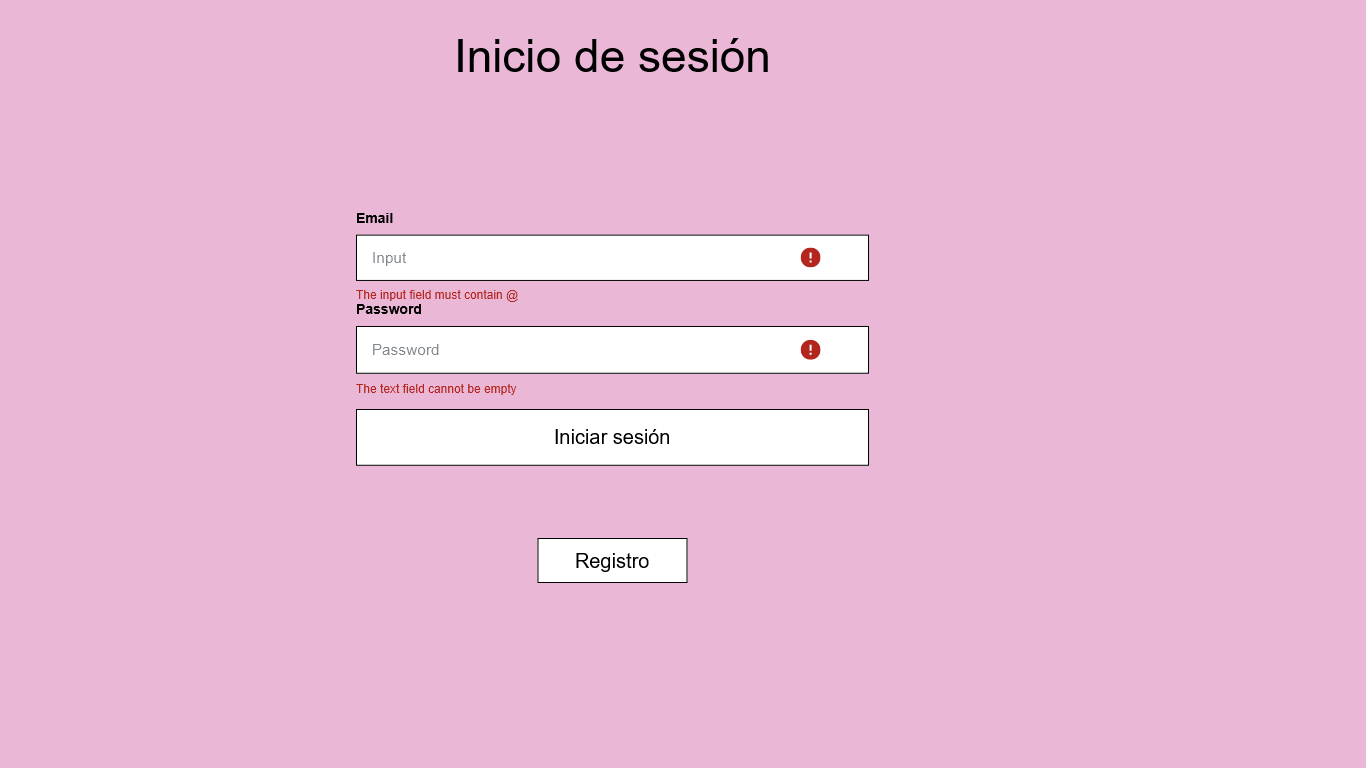 Inicio de sesión
Email
Input
The input field must contain @
Password
Password
The text field cannot be empty
Iniciar sesión
Registro